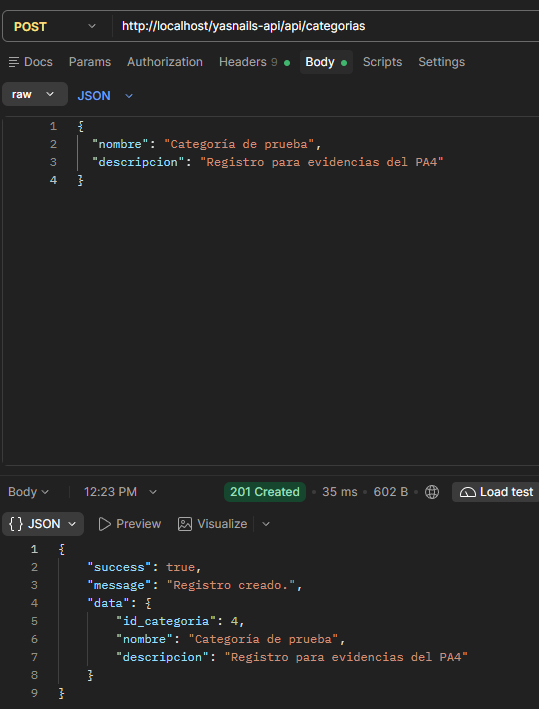 POST http://localhost/yasnails-api/api/categorias
Docs Params Authorization Headers 9 Body Scripts Settings
raw JSON
1 {
2 "nombre": "Categoría de prueba",
3 "descripcion": "Registro para evidencias del PA4"
4 }
Body 12:23 PM 201 Created • 35 ms • 602 B • Load test
{} JSON Preview Visualize
1 {
2 "success": true,
3 "message": "Registro creado.",
4 "data": {
5 "id_categoria": 4,
6 "nombre": "Categoría de prueba",
7 "descripcion": "Registro para evidencias del PA4"
8 }
9 }